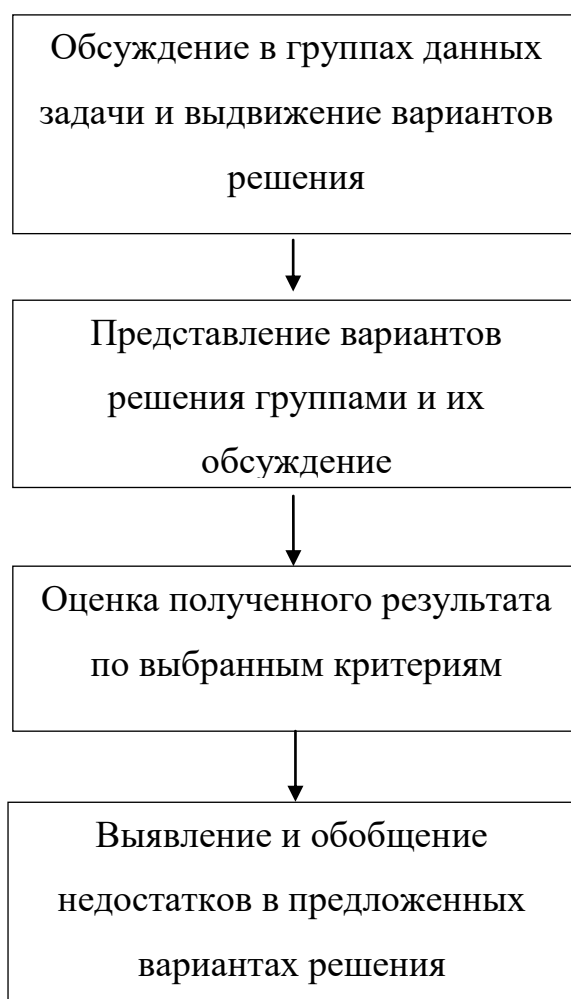 Обсуждение в группах данных
задачи и выдвижение вариантов
решения
Представление вариантов
решения группами и их
обсуждение
Оценка полученного результата
по выбранным критериям
Выявление и обобщение
недостатков в предложенных
вариантах решения